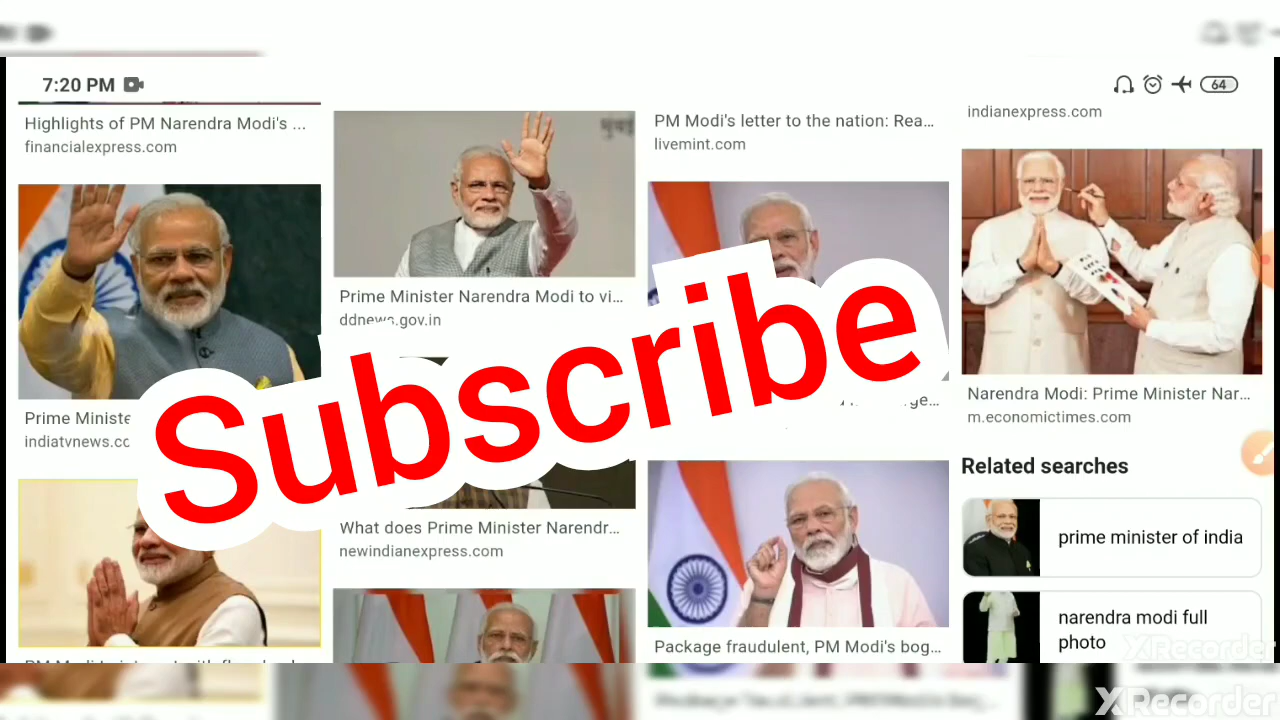 7:20 PM
64
Highlights of PM Narendra Modi's ...
financialexpress.com
Prime Ministe
indiatvnews.cc
मुंबई
Prime Minister Narendra Modi to vi...
ddnews.gov.in
What does Prime Minister Narendr...
newindianexpress.com
PM Modi's letter to the nation: Rea...
livemint.com
Package fraudulent, PM Modi's bog...
indianexpress.com
Narendra Modi: Prime Minister Nar...
m.economictimes.com
Related searches
prime minister of india
narendra modi full
photo
Subscribe
XRecorder
XRecorder